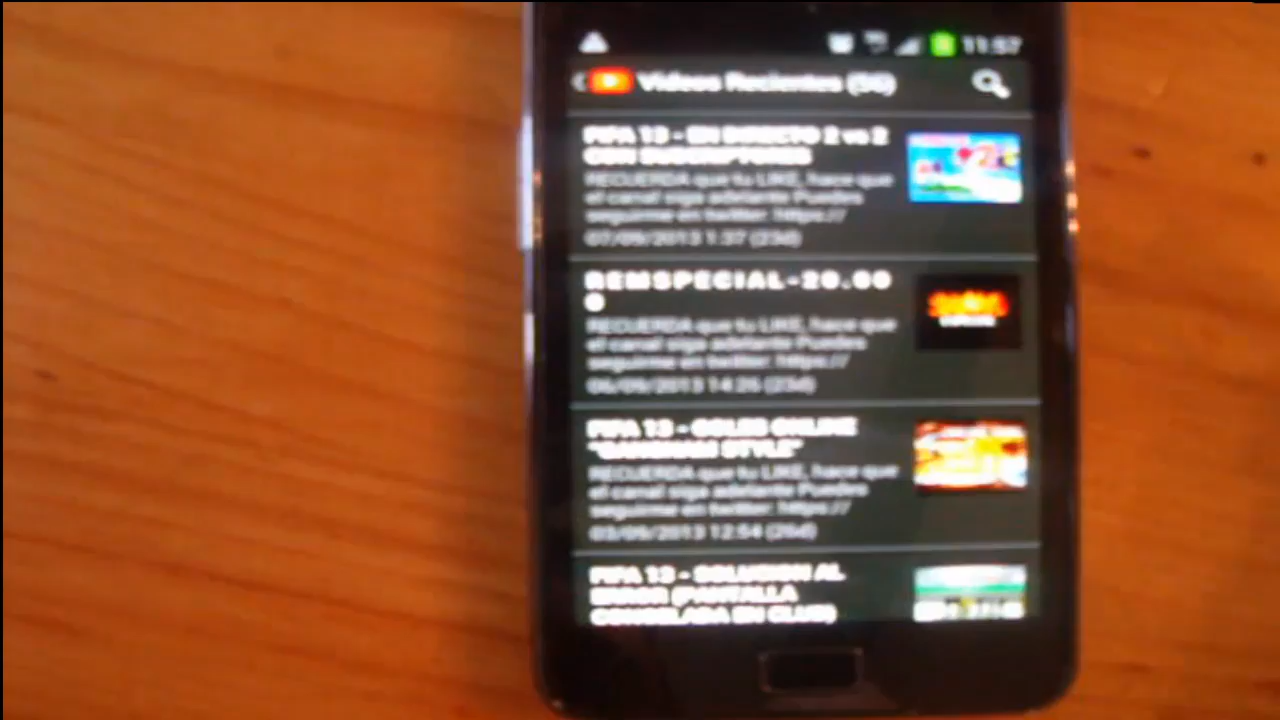 11:57
Videos Recientes (56)
FIFA 13 - EN DIRECTO 2 vs 2
CON SUSCRIPTORES
RECUERDA que tu LIKE, hace que
el canal siga adelante Puedes
seguirme en twitter: https://
07/09/2013 1:37 (23d)
REMSPECIAL-20.00
0
RECUERDA que tu LIKE, hace que
el canal siga adelante Puedes
seguirme en twitter: https://
06/09/2013 14:26 (23d)
FIFA 13 - GOLES ONLINE
"GANGNAM STYLE"
RECUERDA que tu LIKE, hace que
el canal siga adelante Puedes
seguirme en twitter: https://
03/09/2013 12:54 (26d)
FIFA 13 - SOLUCION AL
ERROR (PANTALLA
CONGELADA EN CLUB)